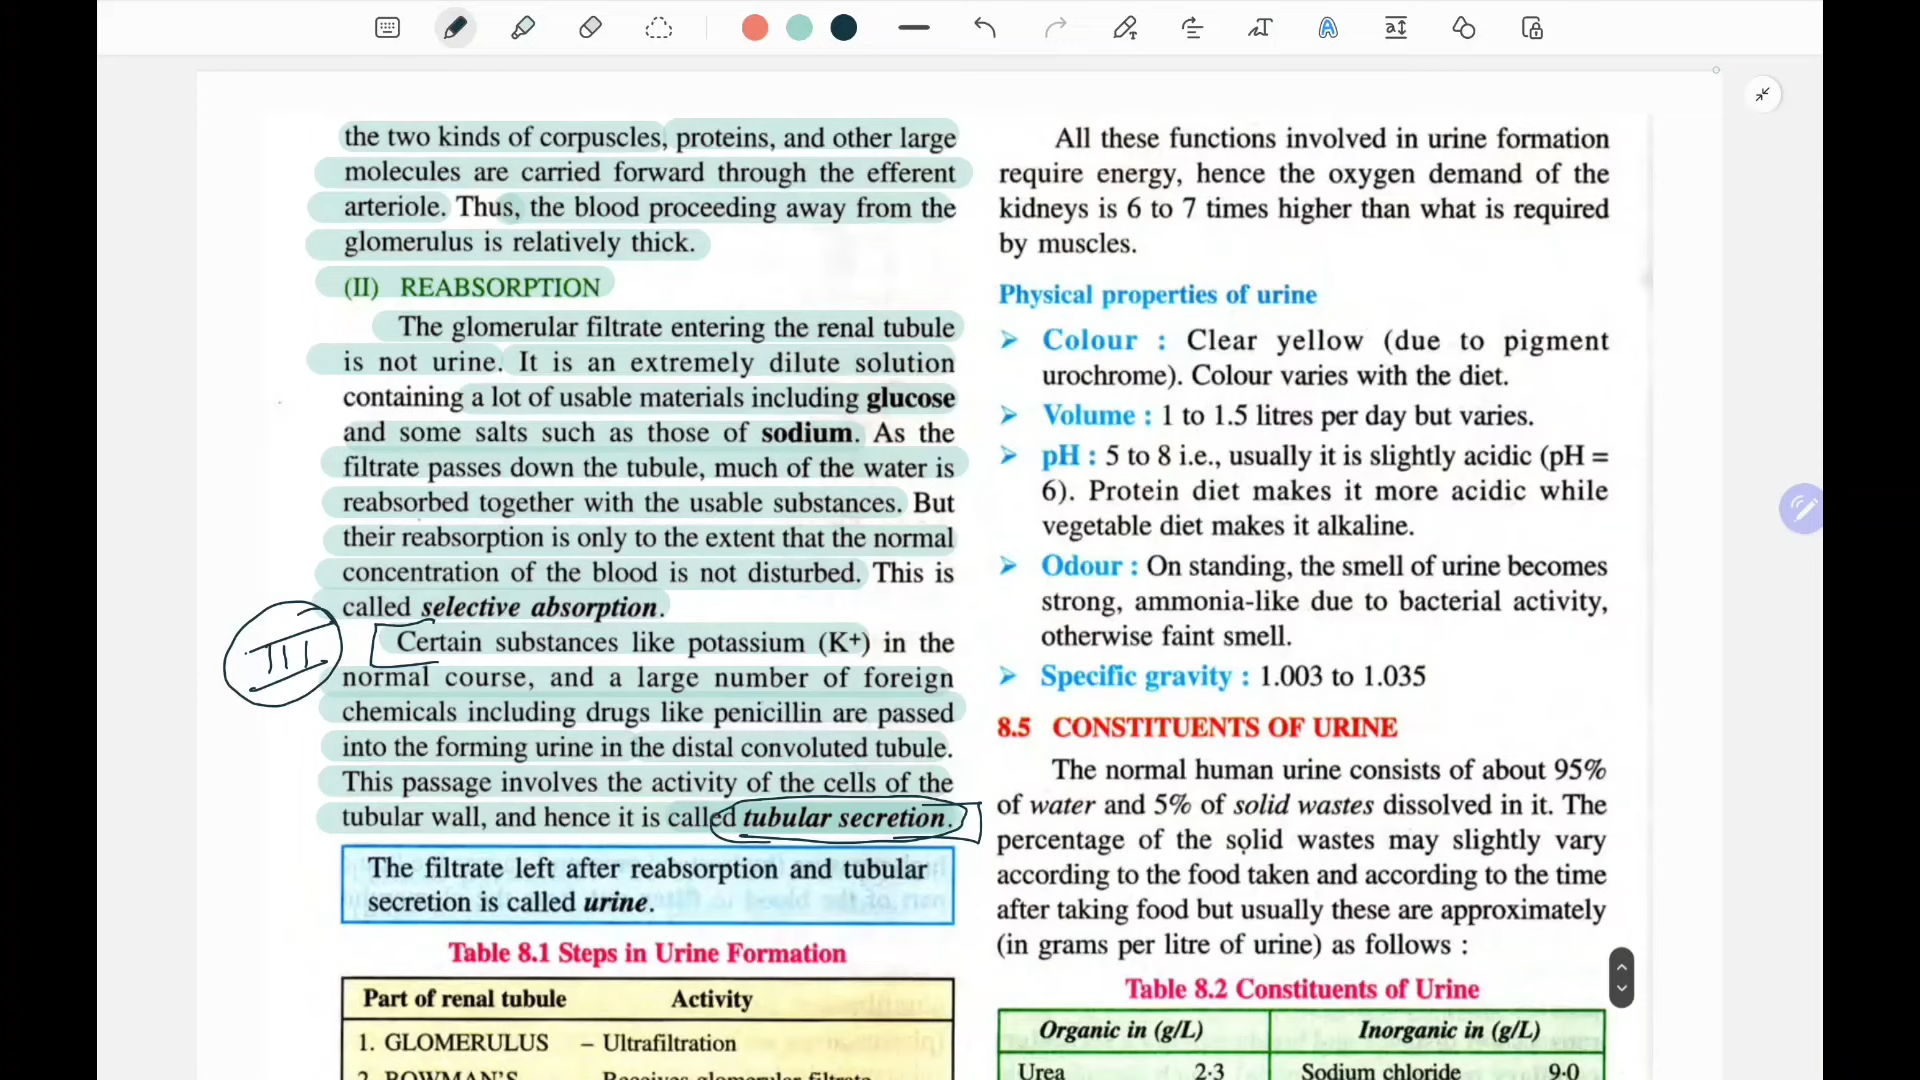 the two kinds of corpuscles, proteins, and other large
molecules are carried forward through the efferent
arteriole. Thus, the blood proceeding away from the
glomerulus is relatively thick.
(II) REABSORPTION
The glomerular filtrate entering the renal tubule
is not urine. It is an extremely dilute solution
containing a lot of usable materials including glucose
and some salts such as those of sodium. As the
filtrate passes down the tubule, much of the water is
reabsorbed together with the usable substances. But
their reabsorption is only to the extent that the normal
concentration of the blood is not disturbed. This is
called selective absorption.
III
Certain substances like potassium (K+) in the
normal course, and a large number of foreign
chemicals including drugs like penicillin are passed
into the forming urine in the distal convoluted tubule.
This passage involves the activity of the cells of the
tubular wall, and hence it is called tubular secretion.
The filtrate left after reabsorption and tubular
secretion is called urine.
Table 8.1 Steps in Urine Formation
Part of renal tubule Activity
1. GLOMERULUS – Ultrafiltration
2. BOWMAN'S Receives glomerular filtrate
All these functions involved in urine formation
require energy, hence the oxygen demand of the
kidneys is 6 to 7 times higher than what is required
by muscles.
Physical properties of urine
➢ Colour : Clear yellow (due to pigment
urochrome). Colour varies with the diet.
➢ Volume : 1 to 1.5 litres per day but varies.
➢ pH : 5 to 8 i.e., usually it is slightly acidic (pH =
6). Protein diet makes it more acidic while
vegetable diet makes it alkaline.
➢ Odour : On standing, the smell of urine becomes
strong, ammonia-like due to bacterial activity,
otherwise faint smell.
➢ Specific gravity : 1.003 to 1.035
8.5 CONSTITUENTS OF URINE
The normal human urine consists of about 95%
of water and 5% of solid wastes dissolved in it. The
percentage of the solid wastes may slightly vary
according to the food taken and according to the time
after taking food but usually these are approximately
(in grams per litre of urine) as follows :
Table 8.2 Constituents of Urine
Organic in (g/L) Inorganic in (g/L)
Urea 2·3 Sodium chloride 9·0